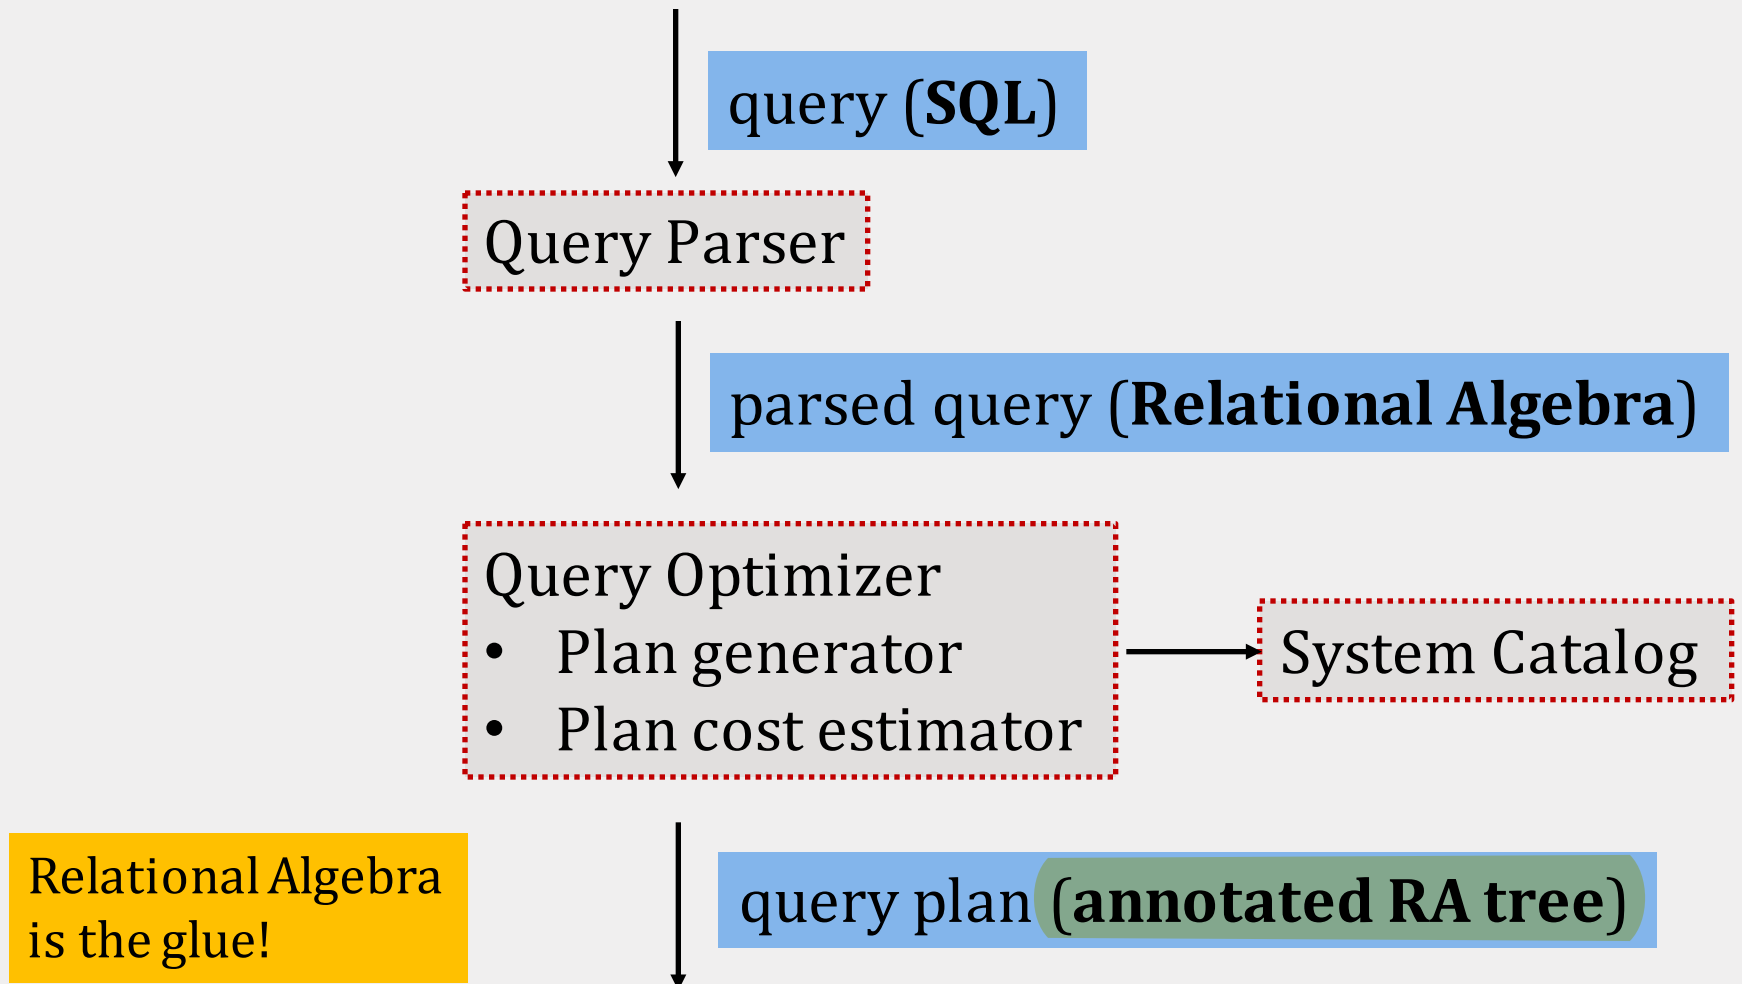 query (SQL)
Query Parser
parsed query (Relational Algebra)
Query Optimizer
• Plan generator
• Plan cost estimator
System Catalog
Relational Algebra
is the glue!
query plan (annotated RA tree)